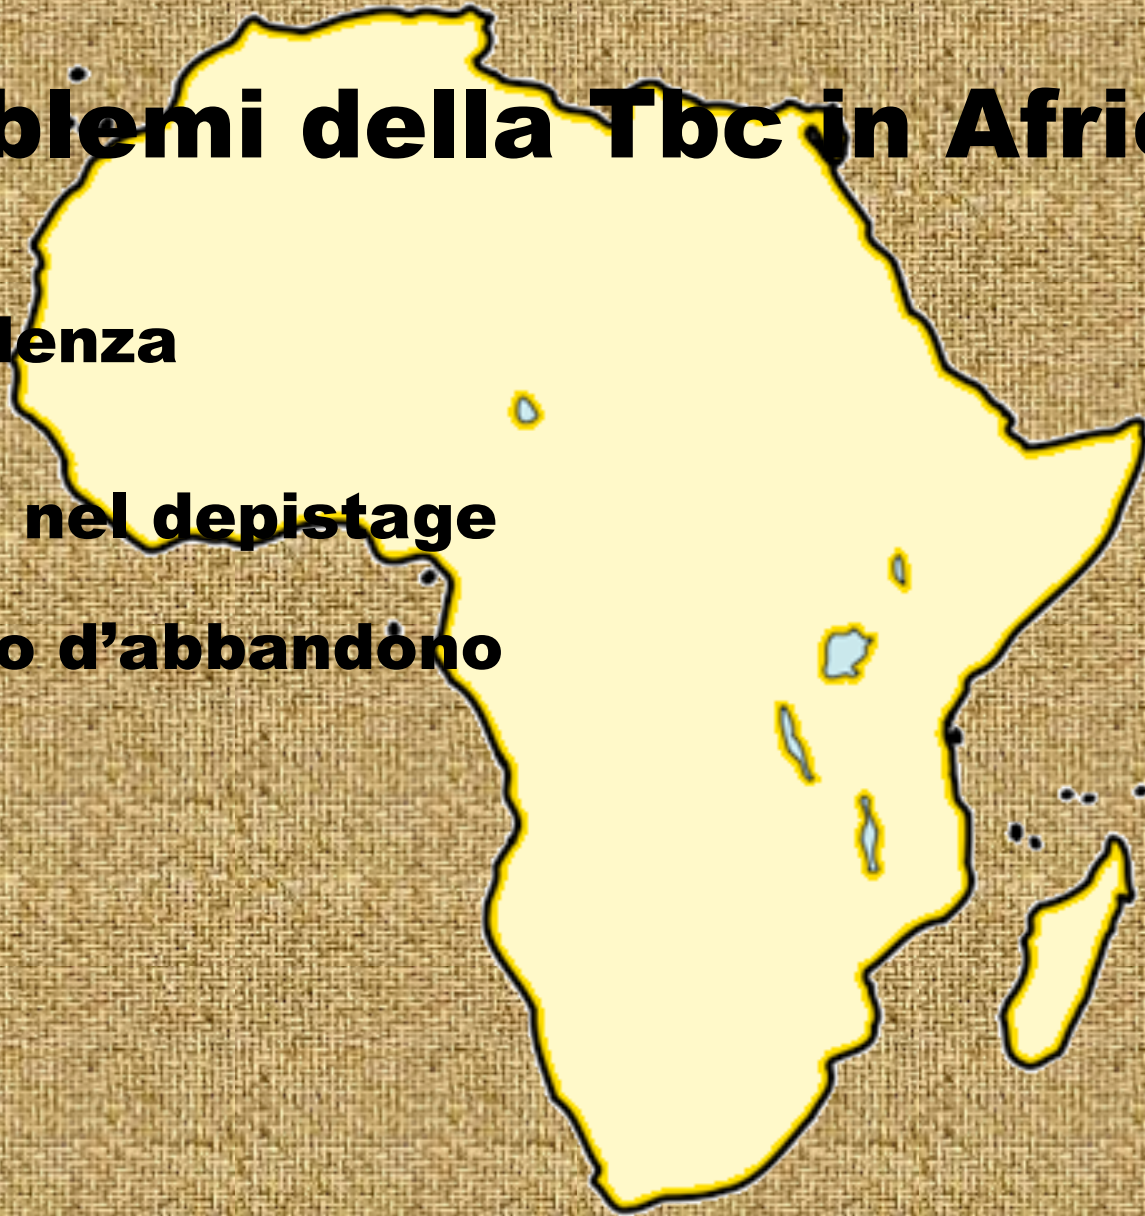 blemi della Tbc in Afri
lenza
nel depistage
o d’abbandono